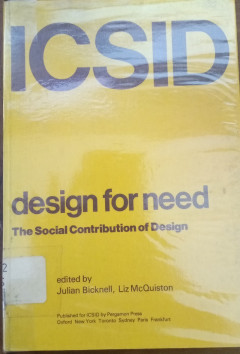 ICSID
design for need
The Social Contribution of Design
2
edited by
Julian Bicknell, Liz McQuiston
Published for ICSID by Pergamon Press
Oxford New York Toronto Sydney Paris Frankfurt